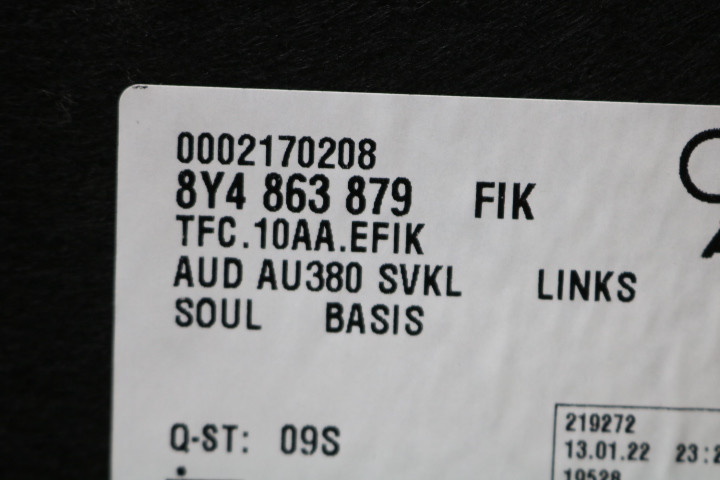 0002170208
8Y4 863 879 FIK
TFC.10AA.EFIK
AUD AU380 SVKL LINKS
SOUL BASIS
Q-ST: 09S
219272
13.01.22 23:2
19528